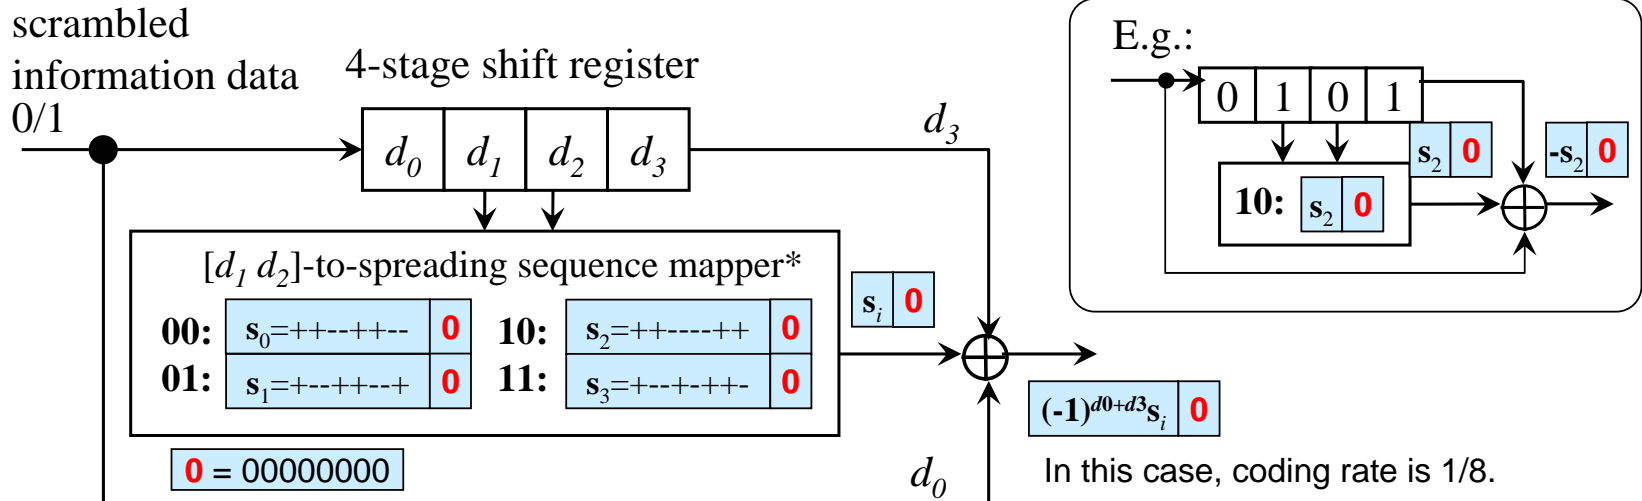 scrambled
information data
0/1
4-stage shift register
d0 d1 d2 d3
d3
[d1 d2]-to-spreading sequence mapper*
00: s0=++--++-- 0 10: s2=++----++ 0
01: s1=+--++--+ 0 11: s3=+--+-++- 0
si 0
(-1)^d0+d3 si 0
0 = 00000000
d0
In this case, coding rate is 1/8.
E.g.:
0 1 0 1
s2 0
-s2 0
10: s2 0